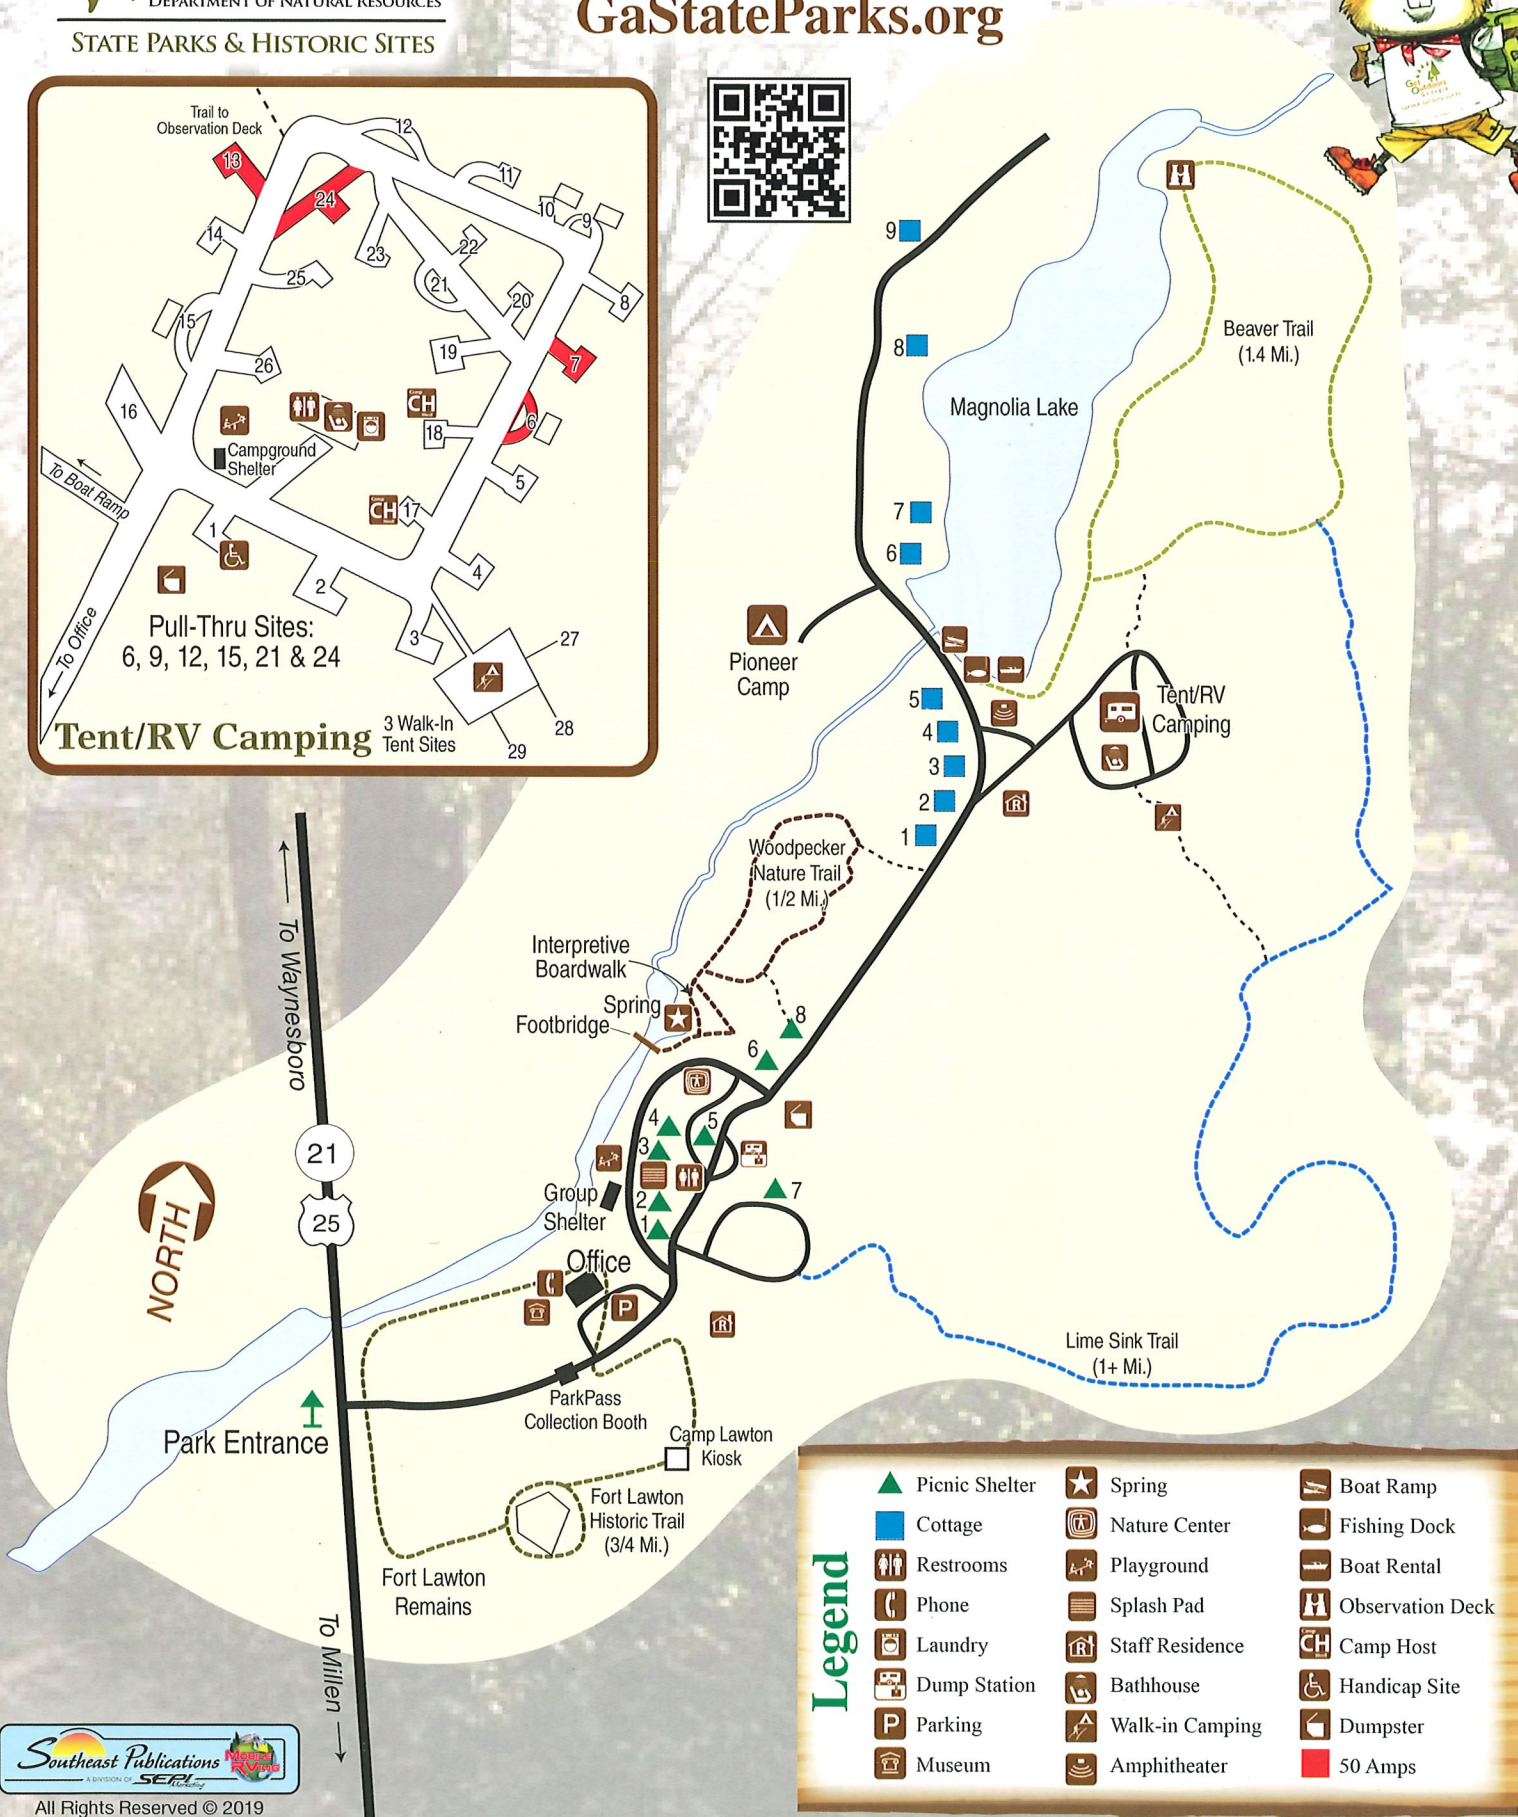 DEPARTMENT OF NATURAL RESOURCES
STATE PARKS & HISTORIC SITES
GaStateParks.org
Get
Outdoors
Georgia
Trail to
Observation Deck
12
13
11
24
10
9
14
23
22
25
21
20
8
15
19
7
26
16
CH
6
18
Campground
Shelter
5
To Boat Ramp
CH
17
1
4
2
3
To Office
Pull-Thru Sites:
6, 9, 12, 15, 21 & 24
27
28
29
Tent/RV Camping
3 Walk-In
Tent Sites
9
8
Magnolia Lake
Beaver Trail
(1.4 Mi.)
7
6
Pioneer
Camp
5
4
3
2
1
Tent/RV
Camping
R
Woodpecker
Nature Trail
(1/2 Mi.)
Interpretive
Boardwalk
Spring
Footbridge
8
6
4
5
3
2
1
7
Group
Shelter
Office
P
R
To Waynesboro
21
25
NORTH
Park Entrance
ParkPass
Collection Booth
Camp Lawton
Kiosk
Fort Lawton
Historic Trail
(3/4 Mi.)
Fort Lawton
Remains
Lime Sink Trail
(1+ Mi.)
To Millen
Legend
Picnic Shelter
Cottage
Restrooms
Phone
Laundry
Dump Station
P Parking
Museum
Spring
Nature Center
Playground
Splash Pad
R Staff Residence
Bathhouse
Walk-in Camping
Amphitheater
Boat Ramp
Fishing Dock
Boat Rental
Observation Deck
CH Camp Host
Handicap Site
Dumpster
50 Amps
Southeast Publications
A DIVISION OF SEPI Marketing
MOBILE
RVING
All Rights Reserved © 2019